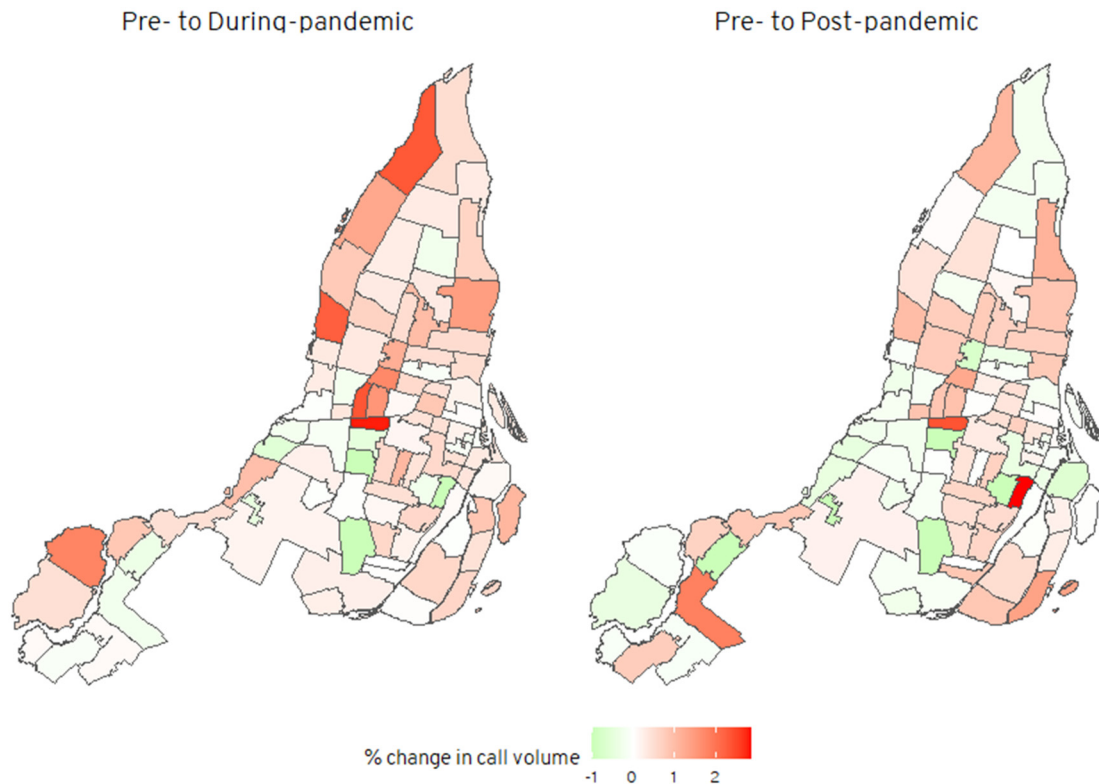 Pre- to During-pandemic
Pre- to Post-pandemic
% change in call volume
-1 0 1 2